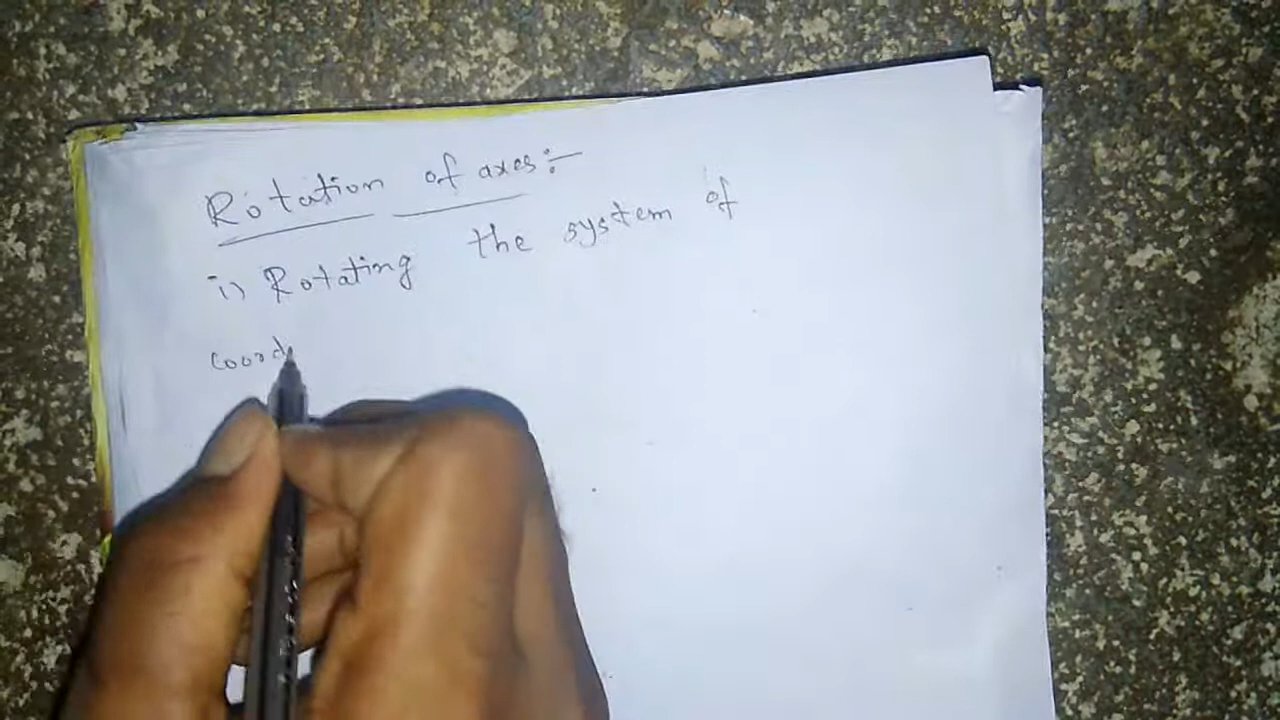 Rotation of axes:-
i) Rotating the system of
coord